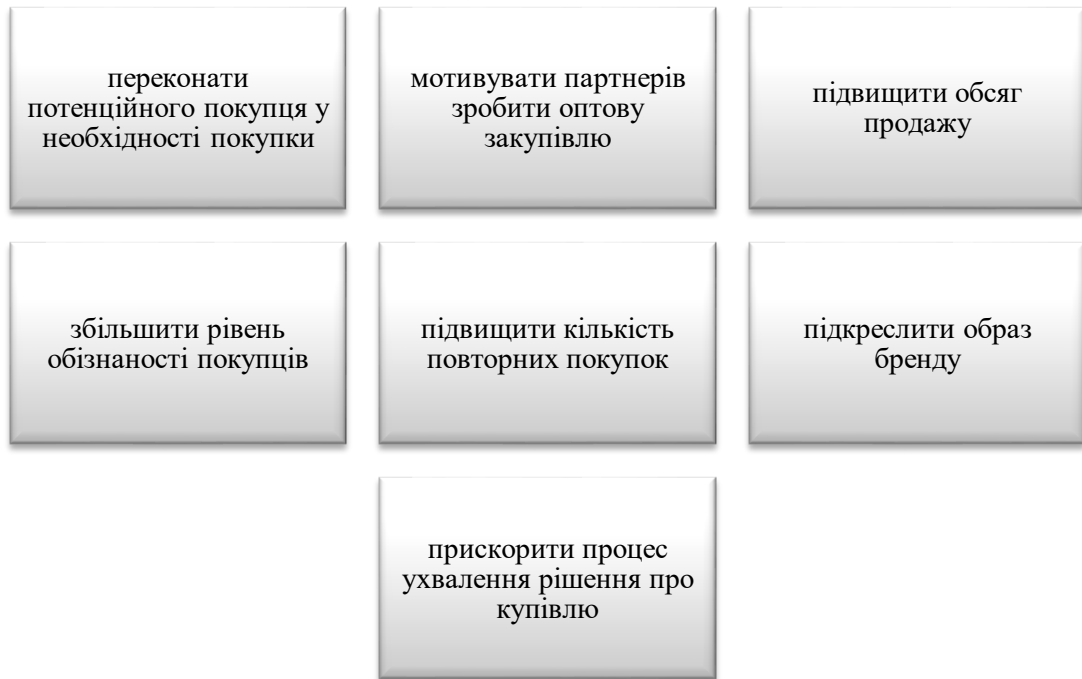 переконати
потенційного покупця у
необхідності покупки
мотивувати партнерів
зробити оптову
закупівлю
підвищити обсяг
продажу
збільшити рівень
обізнаності покупців
підвищити кількість
повторних покупок
підкреслити образ
бренду
прискорити процес
ухвалення рішення про
купівлю